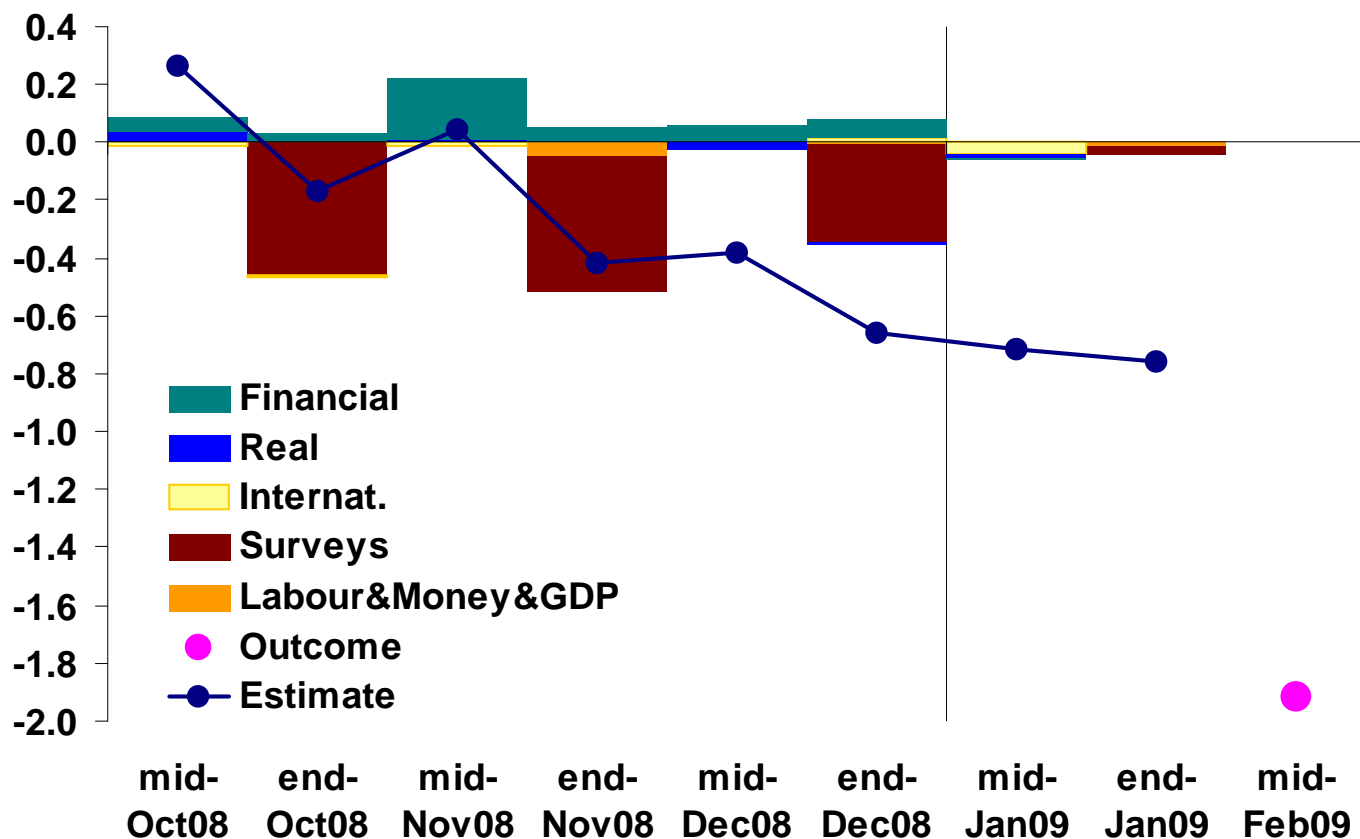 0.4
0.2
0.0
-0.2
-0.4
-0.6
-0.8
-1.0
-1.2
-1.4
-1.6
-1.8
-2.0
Financial
Real
Internat.
Surveys
Labour&Money&GDP
Outcome
Estimate
mid- end- mid- end- mid- end- mid- end- mid-
Oct08 Oct08 Nov08 Nov08 Dec08 Dec08 Jan09 Jan09 Feb09